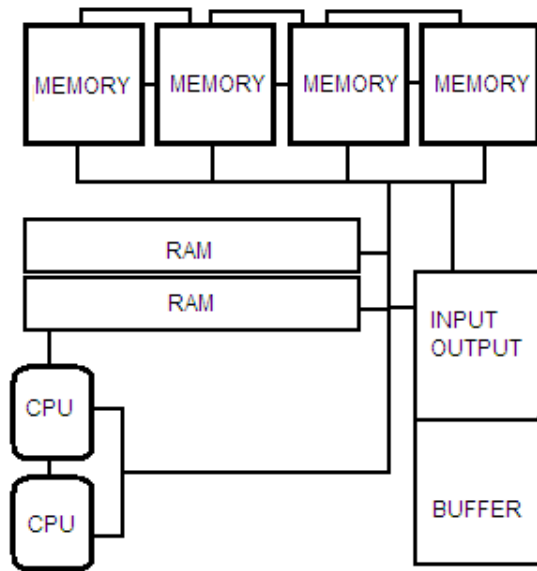 MEMORY MEMORY MEMORY MEMORY
RAM
RAM
INPUT
OUTPUT
CPU
BUFFER
CPU